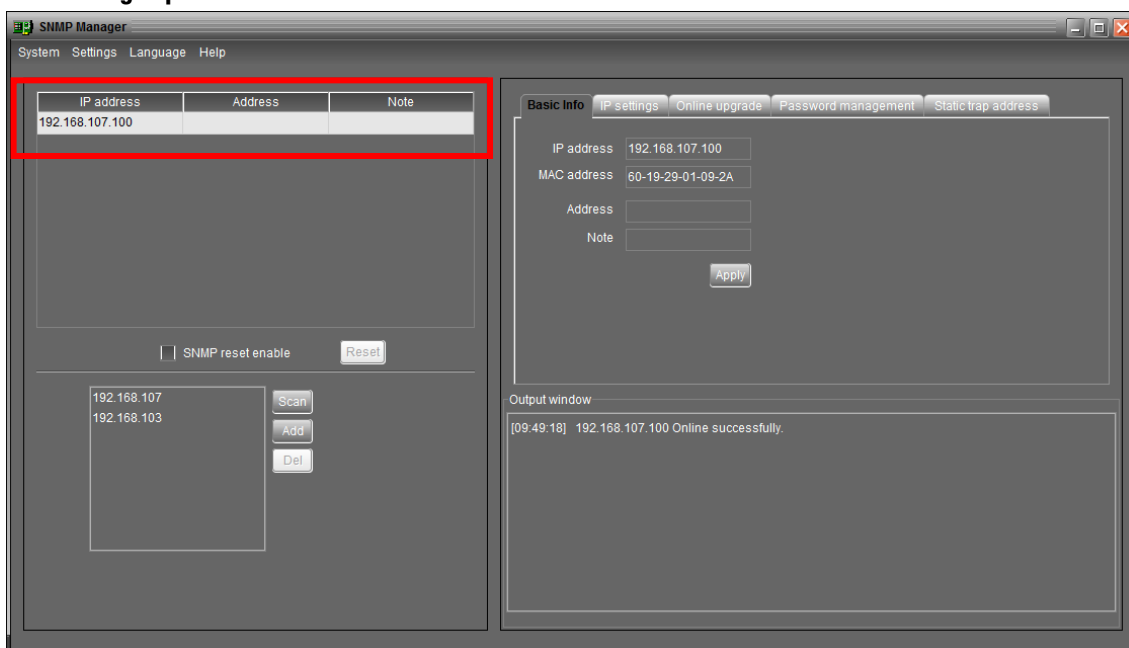 SNMP Manager
System Settings Language Help
IP address Address Note
192.168.107.100
SNMP reset enable Reset
192.168.107
192.168.103
Scan
Add
Del
Basic Info IP settings Online upgrade Password management Static trap address
IP address 192.168.107.100
MAC address 60-19-29-01-09-2A
Address
Note
Apply
Output window
[09:49:18] 192.168.107.100 Online successfully.